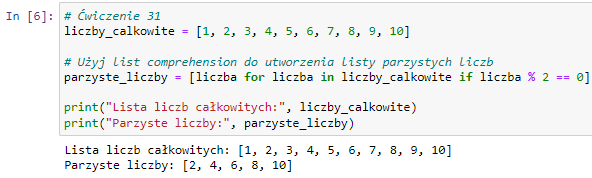 In [6]:
# Ćwiczenie 31
liczby_calkowite = [1, 2, 3, 4, 5, 6, 7, 8, 9, 10]
# Użyj list comprehension do utworzenia listy parzystych liczb
parzyste_liczby = [liczba for liczba in liczby_calkowite if liczba % 2 == 0]
print("Lista liczb całkowitych:", liczby_calkowite)
print("Parzyste liczby:", parzyste_liczby)
Lista liczb całkowitych: [1, 2, 3, 4, 5, 6, 7, 8, 9, 10]
Parzyste liczby: [2, 4, 6, 8, 10]